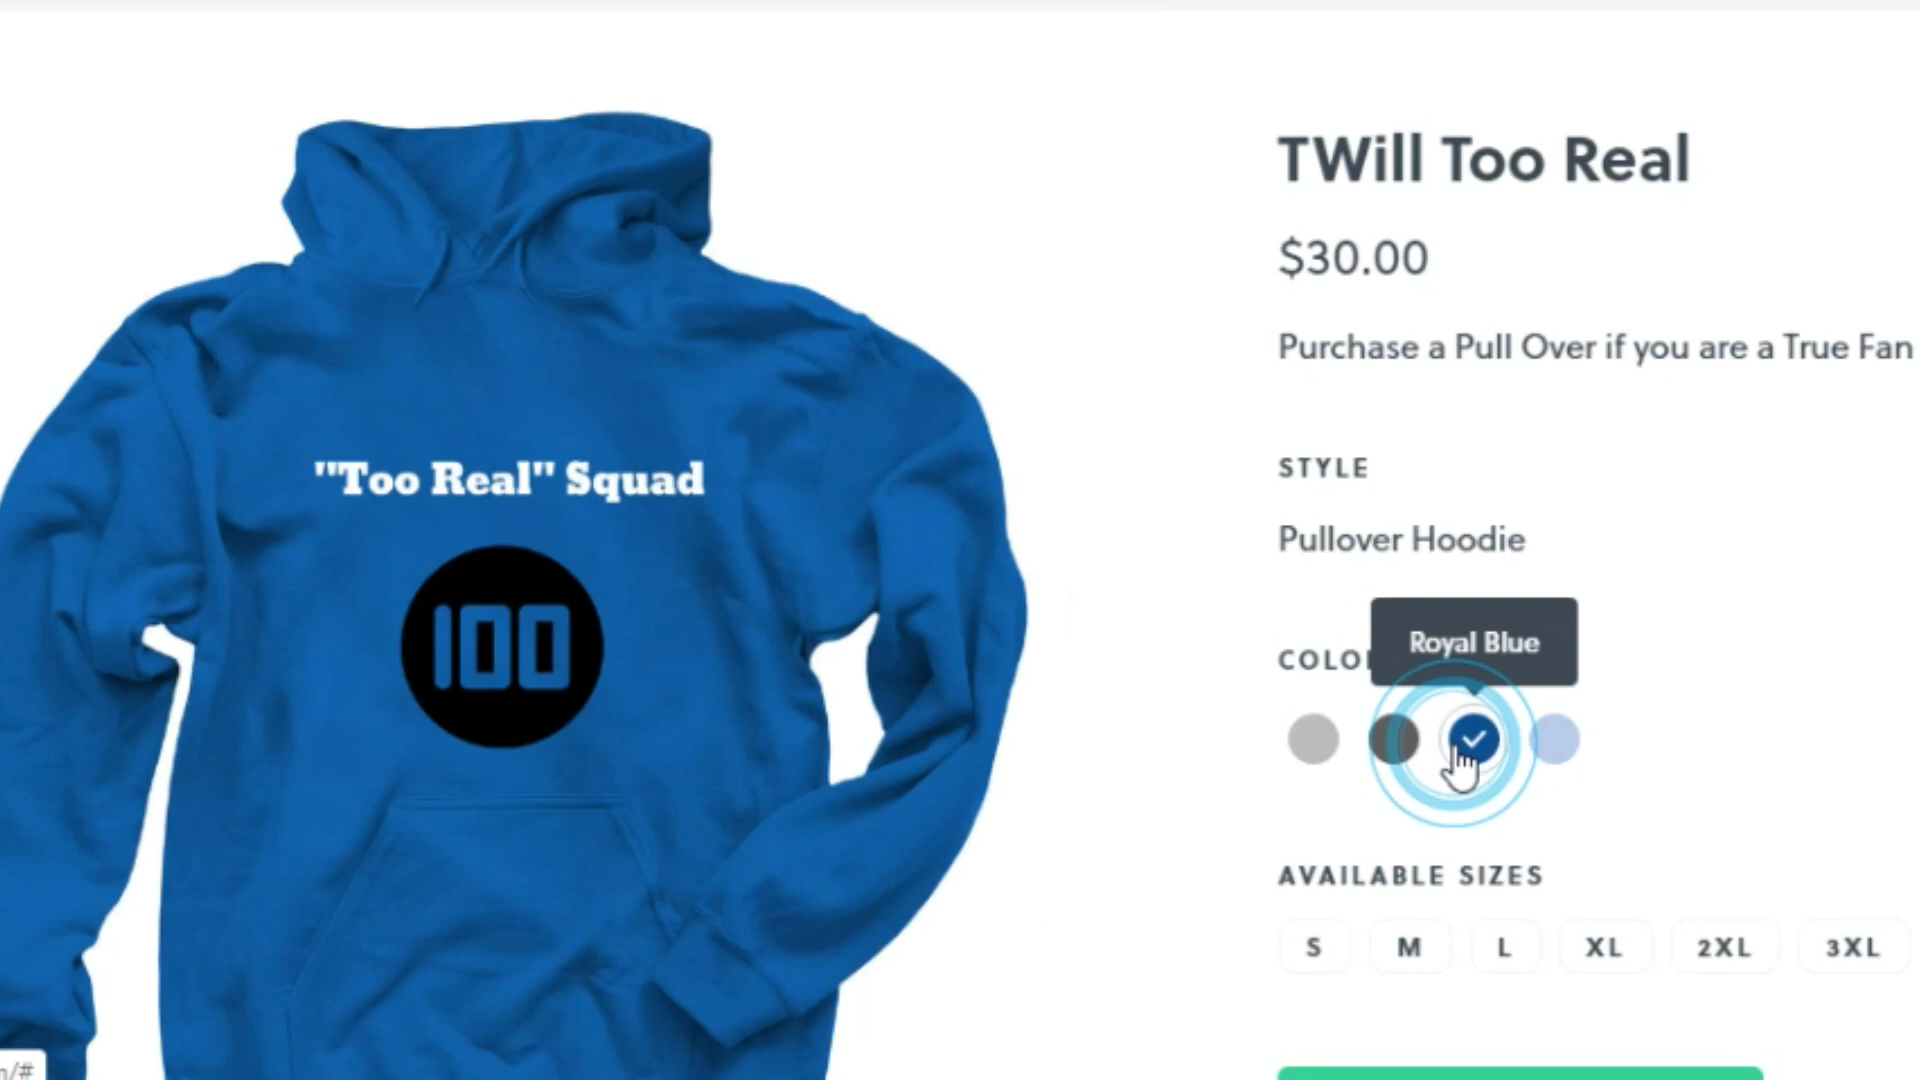 TWill Too Real
$30.00
Purchase a Pull Over if you are a True Fan
"Too Real" Squad
100
STYLE
Pullover Hoodie
Royal Blue
COLO
AVAILABLE SIZES
S M L XL 2XL 3XL
/#